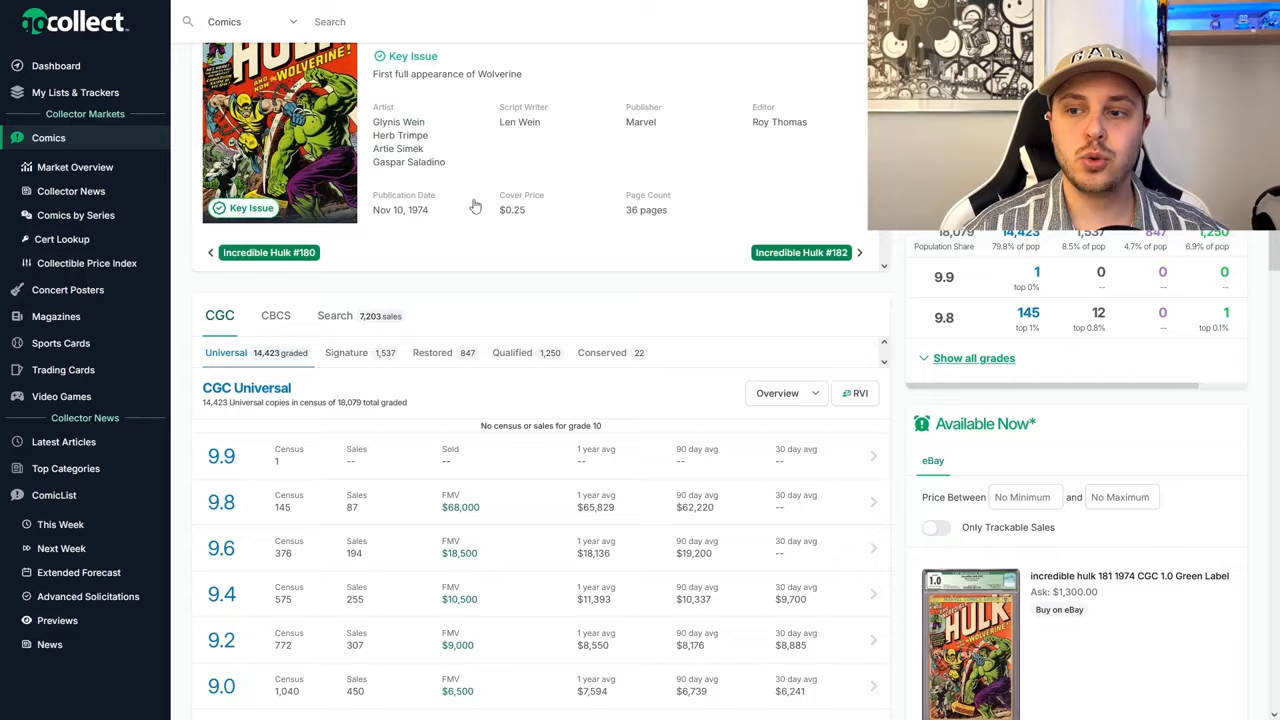 GOcollect™
Comics
Search
Dashboard
My Lists & Trackers
Collector Markets
Comics
Market Overview
Collector News
Comics by Series
Cert Lookup
Collectible Price Index
Concert Posters
Magazines
Sports Cards
Trading Cards
Video Games
Collector News
Latest Articles
Top Categories
ComicList
This Week
Next Week
Extended Forecast
Advanced Solicitations
Previews
News
HULK
AND NOW THE WOLVERINE!
Key Issue
Key Issue
First full appearance of Wolverine
Artist
Script Writer
Publisher
Editor
Glynis Wein
Len Wein
Marvel
Roy Thomas
Herb Trimpe
Artie Simek
Gaspar Saladino
Publication Date
Cover Price
Page Count
Nov 10, 1974
$0.25
36 pages
Incredible Hulk #180
Incredible Hulk #182
CGC
CBCS
Search 7,203 sales
Universal 14,423 graded
Signature 1,537
Restored 847
Qualified 1,250
Conserved 22
CGC Universal
14,423 Universal copies in census of 18,079 total graded
Overview
RVI
No census or sales for grade 10
9.9
Census Sales Sold 1 year avg 90 day avg 30 day avg
1 -- -- -- -- --
9.8
Census Sales FMV 1 year avg 90 day avg 30 day avg
145 87 $68,000 $65,829 $62,220 --
9.6
Census Sales FMV 1 year avg 90 day avg 30 day avg
376 194 $18,500 $18,136 $19,200 --
9.4
Census Sales FMV 1 year avg 90 day avg 30 day avg
575 255 $10,500 $11,393 $10,337 $9,700
9.2
Census Sales FMV 1 year avg 90 day avg 30 day avg
772 307 $9,000 $8,550 $8,176 $8,885
9.0
Census Sales FMV 1 year avg 90 day avg 30 day avg
1,040 450 $6,500 $7,594 $6,739 $6,241
GAP
18,079 14,423 1,537 847 1,250
Population Share 79.8% of pop 8.5% of pop 4.7% of pop 6.9% of pop
9.9 1 0 0 0
top 0% -- -- --
9.8 145 12 0 1
top 1% top 0.8% -- top 0.1%
Show all grades
Available Now*
eBay
Price Between No Minimum and No Maximum
Only Trackable Sales
1.0
HULK
incredible hulk 181 1974 CGC 1.0 Green Label
Ask: $1,300.00
Buy on eBay